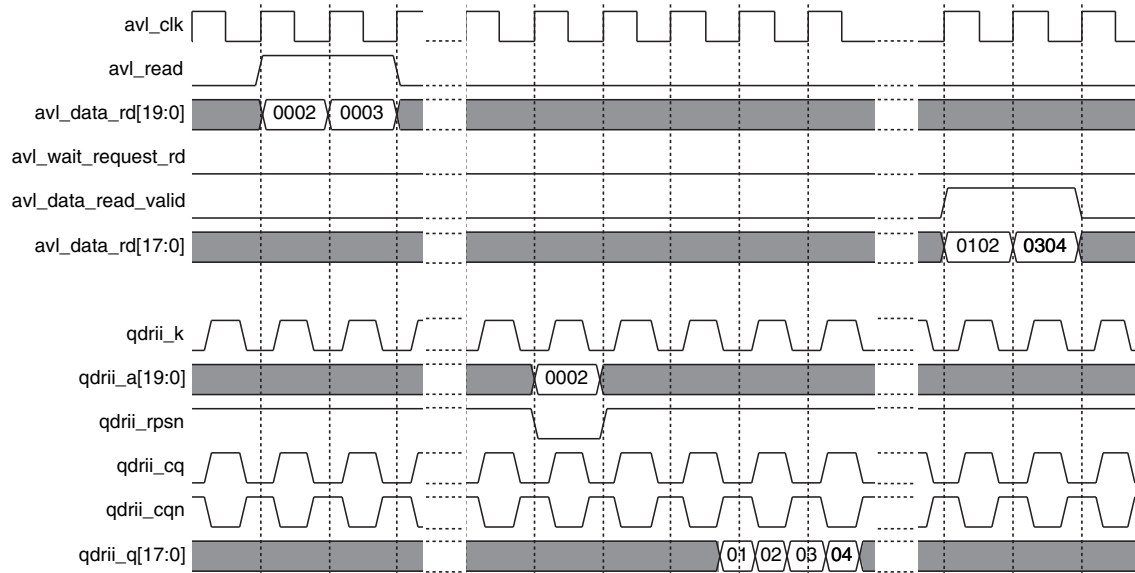 avl_clk
avl_read
avl_data_rd[19:0] 0002 0003
avl_wait_request_rd
avl_data_read_valid
avl_data_rd[17:0] 0102 0304
qdrii_k
qdrii_a[19:0] 0002
qdrii_rpsn
qdrii_cq
qdrii_cqn
qdrii_q[17:0] 01 02 03 04